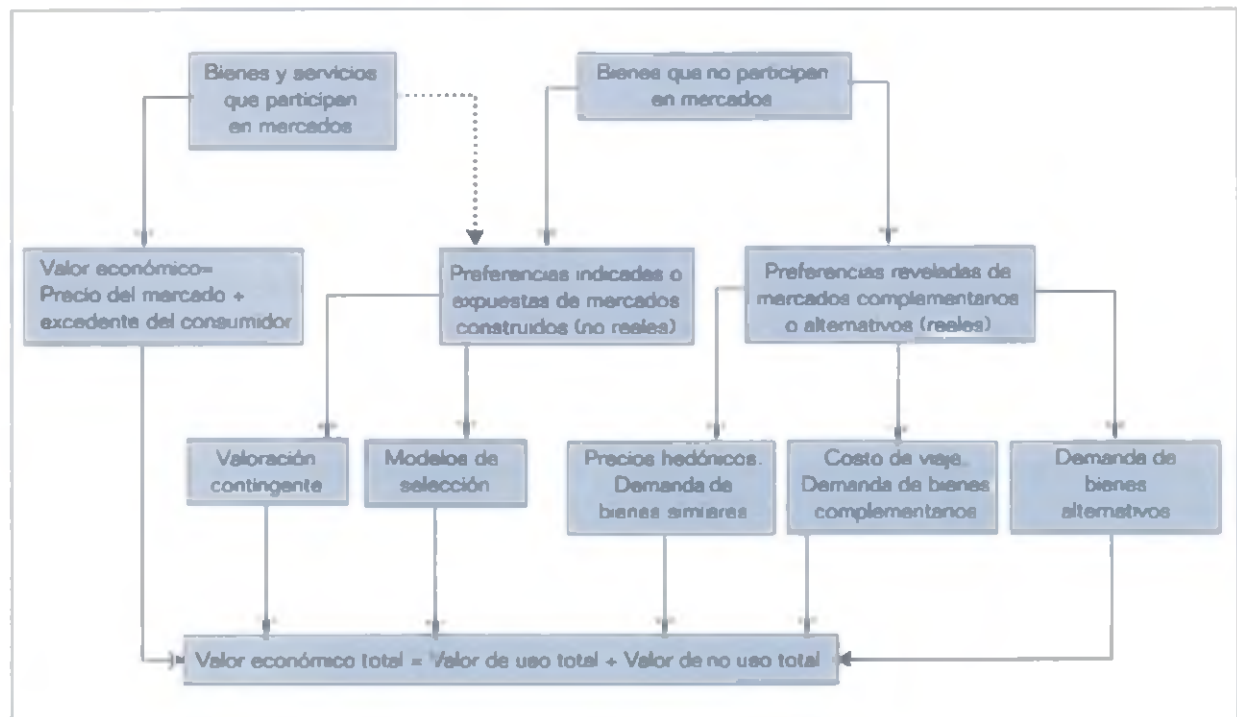 Bienes y servicios
que participan
en mercados
Bienes que no participan
en mercados
Valor económico=
Precio del mercado +
excedente del consumidor
Preferencias indicadas o
expuestas de mercados
construidos (no reales)
Preferencias reveladas de
mercados complementarios
o alternativos (reales)
Valoración
contingente
Modelos de
selección
Precios hedónicos.
Demanda de
bienes similares
Costo de viaje.
Demanda de bienes
complementarios
Demanda de
bienes
alternativos
Valor económico total = Valor de uso total + Valor de no uso total